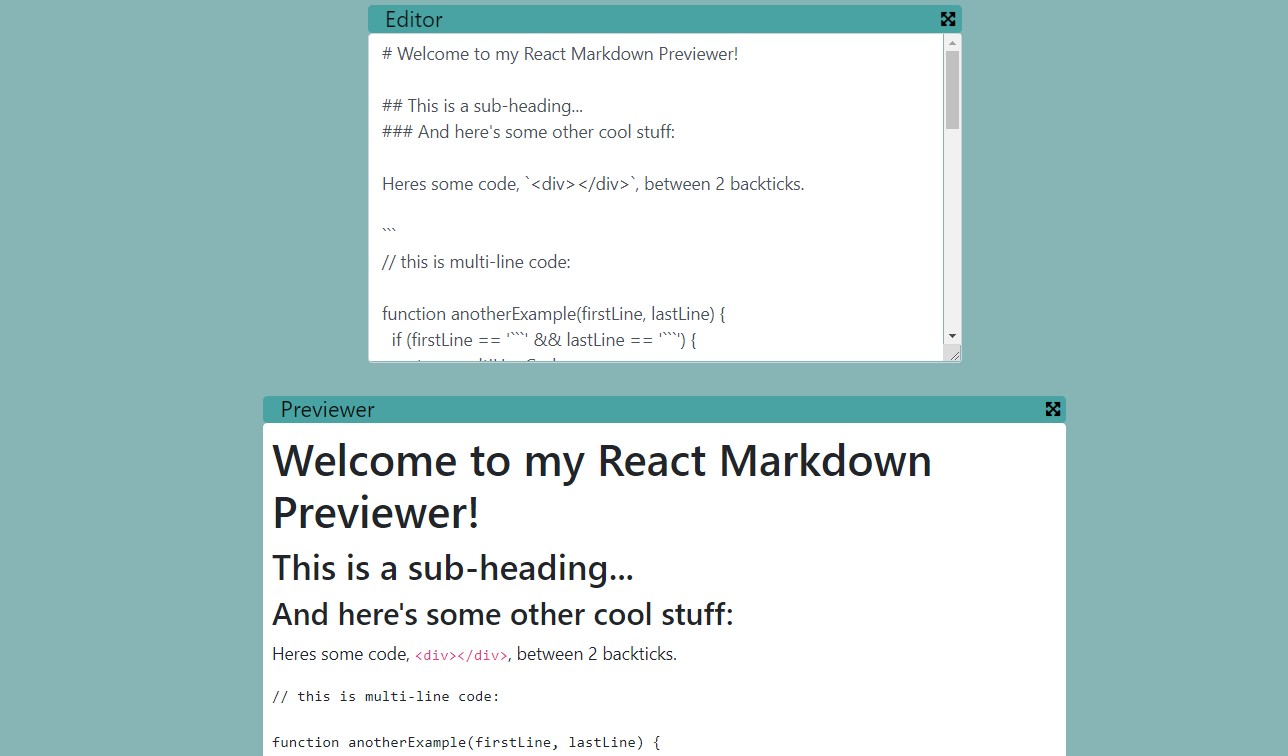 Editor
# Welcome to my React Markdown Previewer!
## This is a sub-heading...
### And here's some other cool stuff:
Heres some code, `<div></div>`, between 2 backticks.
```
// this is multi-line code:
function anotherExample(firstLine, lastLine) {
if (firstLine == '```' && lastLine == '```') {
Previewer
Welcome to my React Markdown
Previewer!
This is a sub-heading...
And here's some other cool stuff:
Heres some code, <div></div>, between 2 backticks.
// this is multi-line code:
function anotherExample(firstLine, lastLine) {